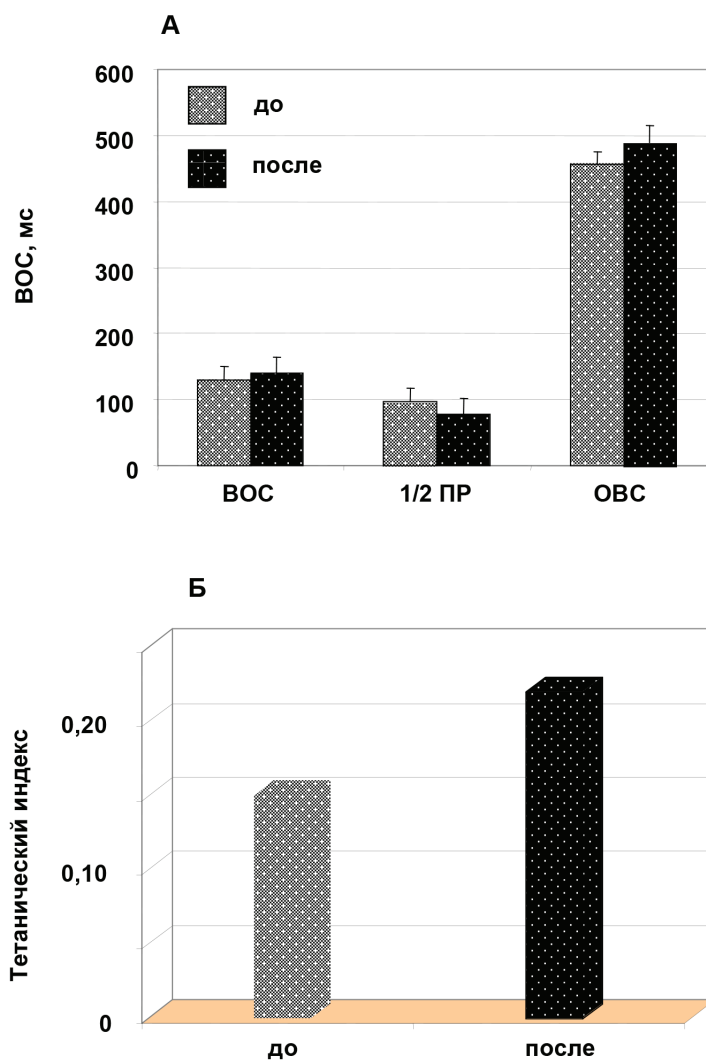 А
600
500
400
300
200
100
0
ВОС, мс
до
после
ВОС
1/2 ПР
ОВС
Б
0,20
0,10
0
Тетанический индекс
до
после